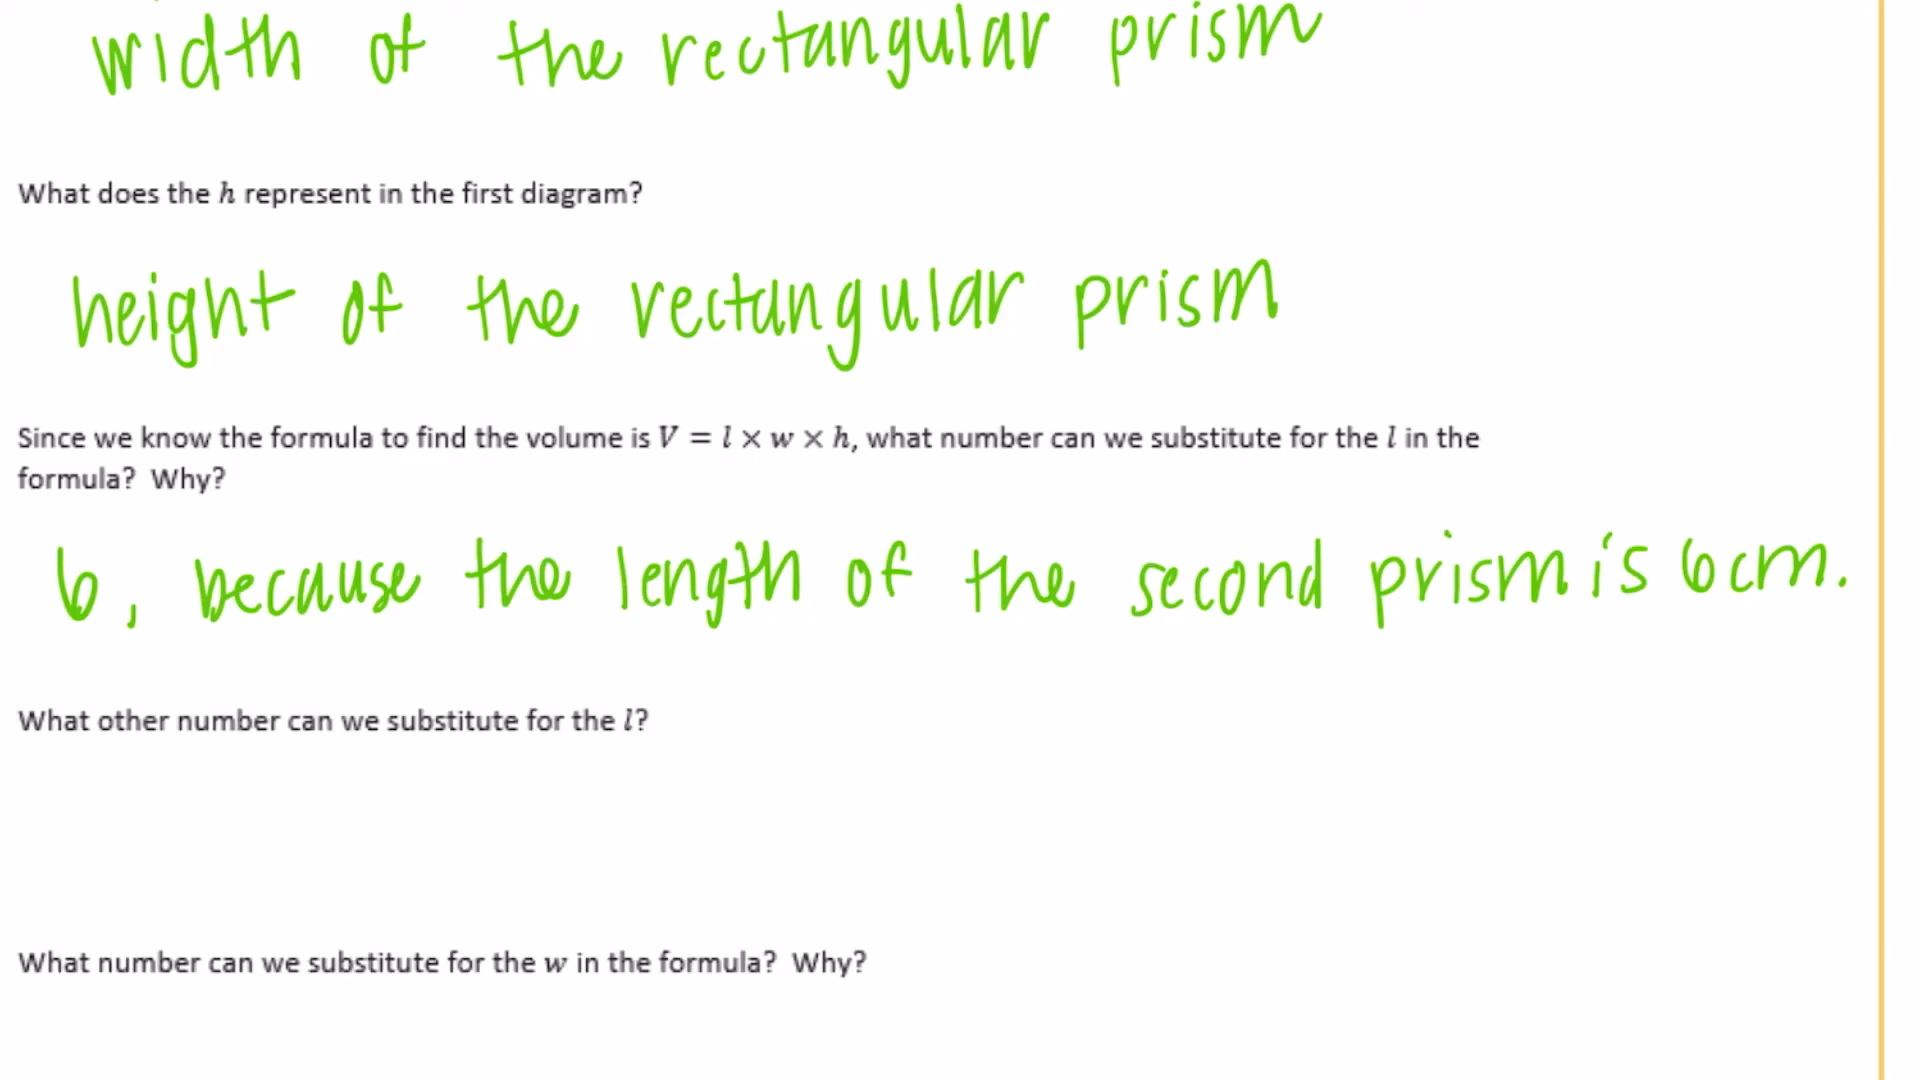 width of the rectangular prism
What does the h represent in the first diagram?
height of the rectangular prism
Since we know the formula to find the volume is V = l × w × h, what number can we substitute for the l in the
formula? Why?
6, because the length of the second prism is 6 cm.
What other number can we substitute for the l?
What number can we substitute for the w in the formula? Why?